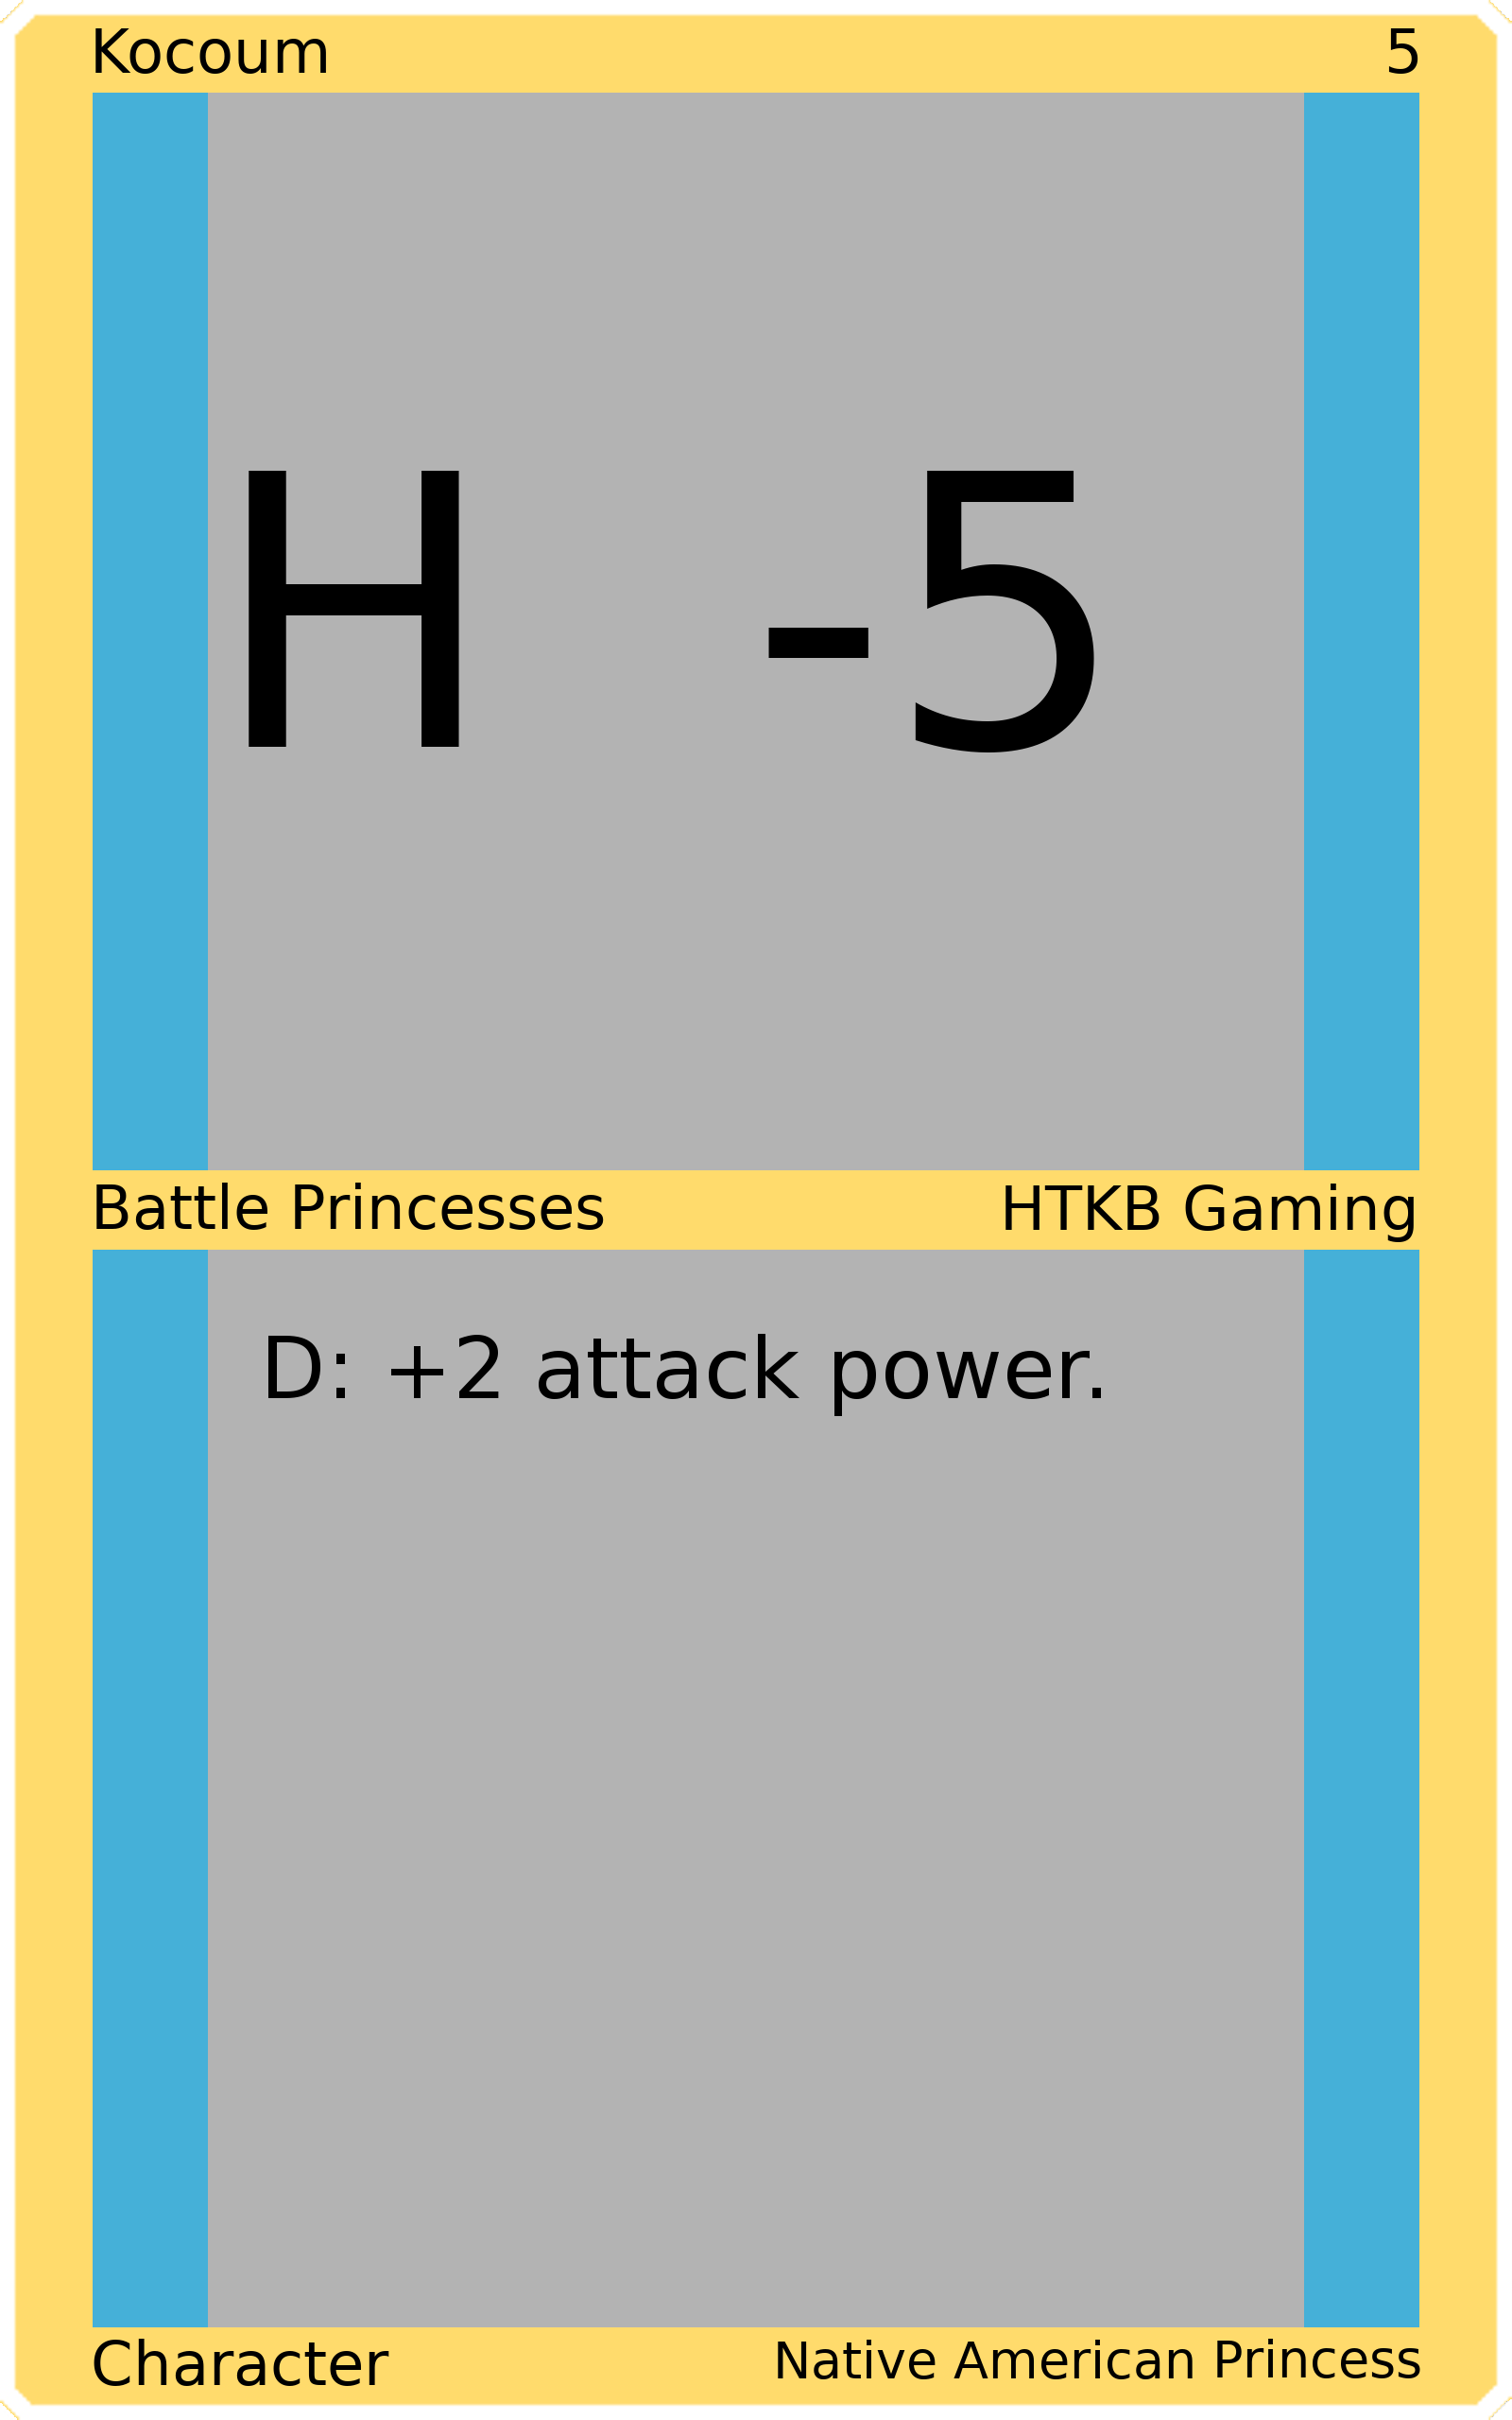 Kocoum 5
H -5
Battle Princesses HTKB Gaming
D: +2 attack power.
Character Native American Princess